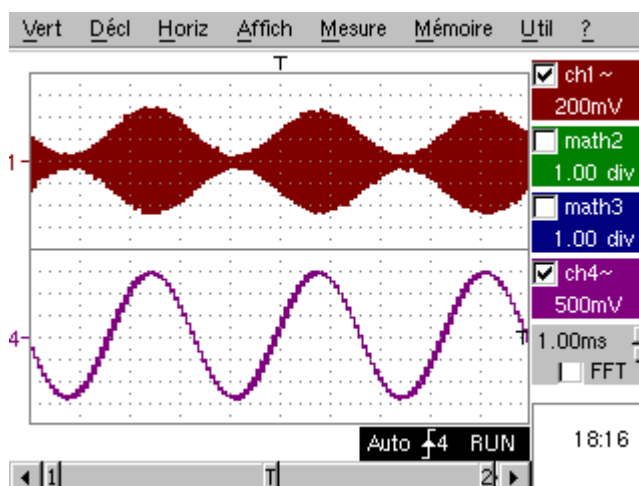 Vert Décl Horiz Affich Mesure Mémoire Util ?
T
ch1 ~
200mV
math2
1.00 div
math3
1.00 div
ch4~
500mV
1
4
T
1.00ms
FFT
Auto 4 RUN
18:16
1 T 2